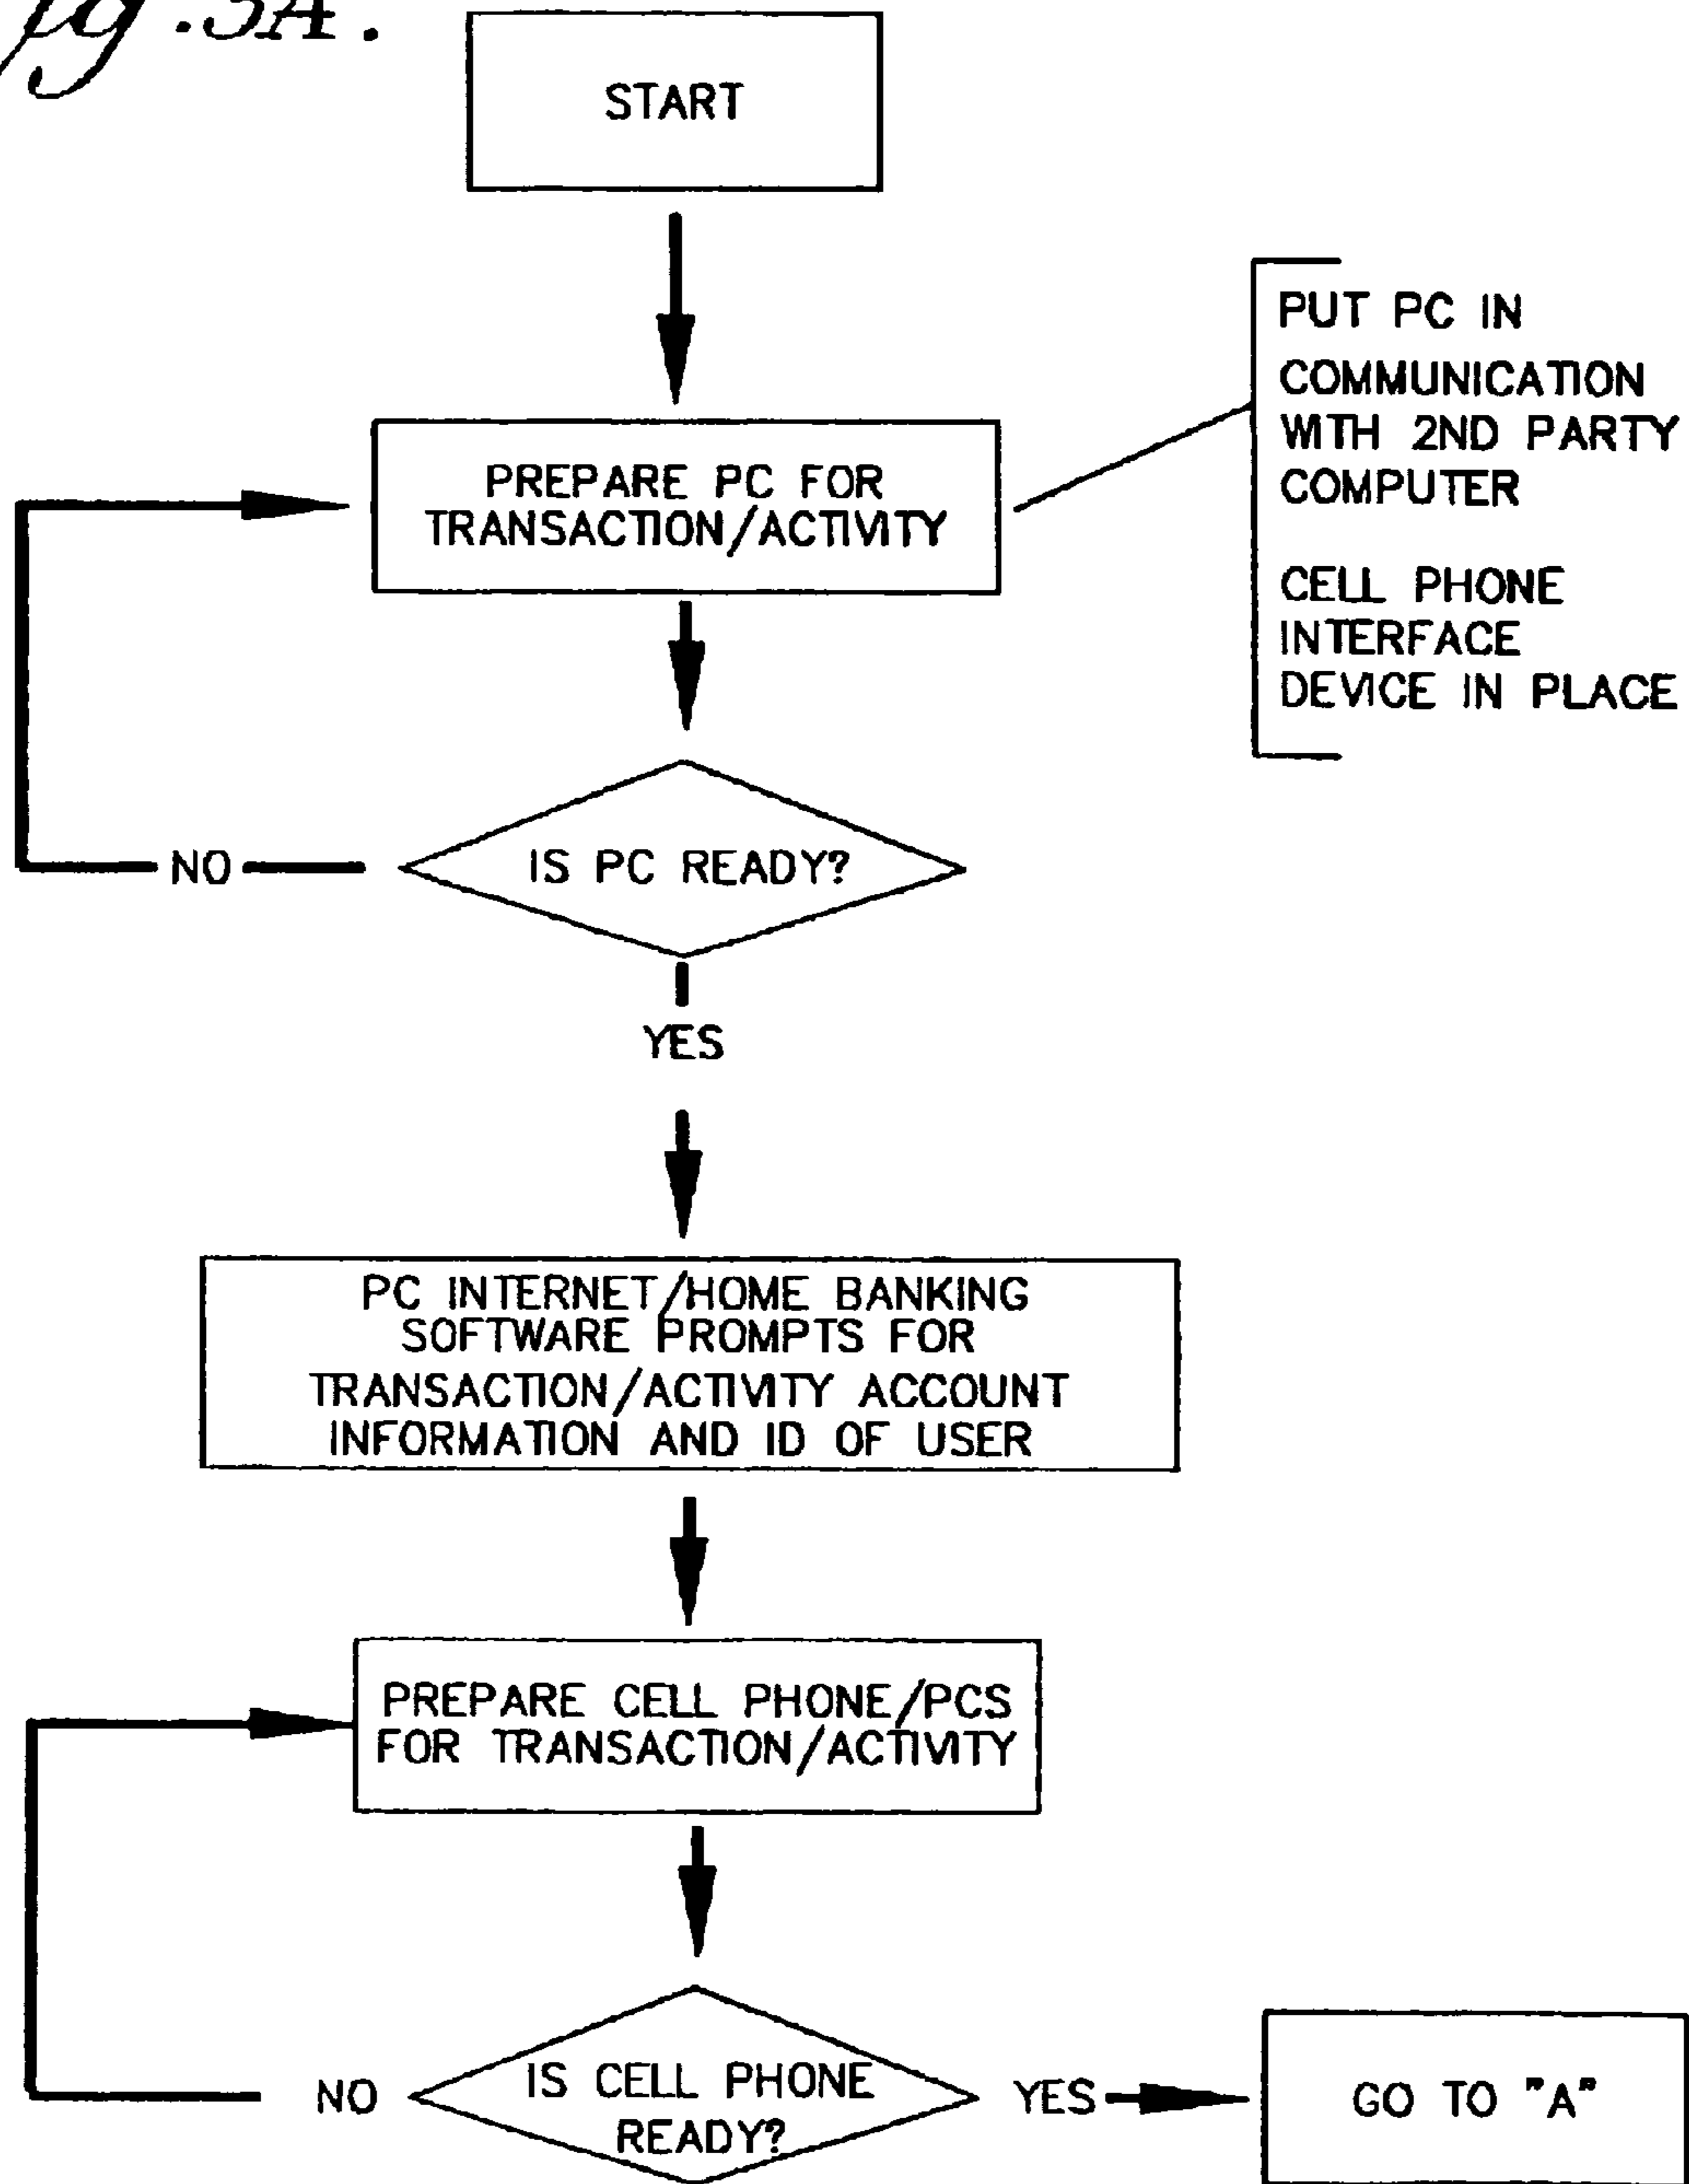 Fig.3A.
START
PREPARE PC FOR
TRANSACTION/ACTIVITY
PUT PC IN
COMMUNICATION
WITH 2ND PARTY
COMPUTER
CELL PHONE
INTERFACE
DEVICE IN PLACE
IS PC READY?
NO
YES
PC INTERNET/HOME BANKING
SOFTWARE PROMPTS FOR
TRANSACTION/ACTIVITY ACCOUNT
INFORMATION AND ID OF USER
PREPARE CELL PHONE/PCS
FOR TRANSACTION/ACTIVITY
IS CELL PHONE
READY?
NO
YES
GO TO "A"